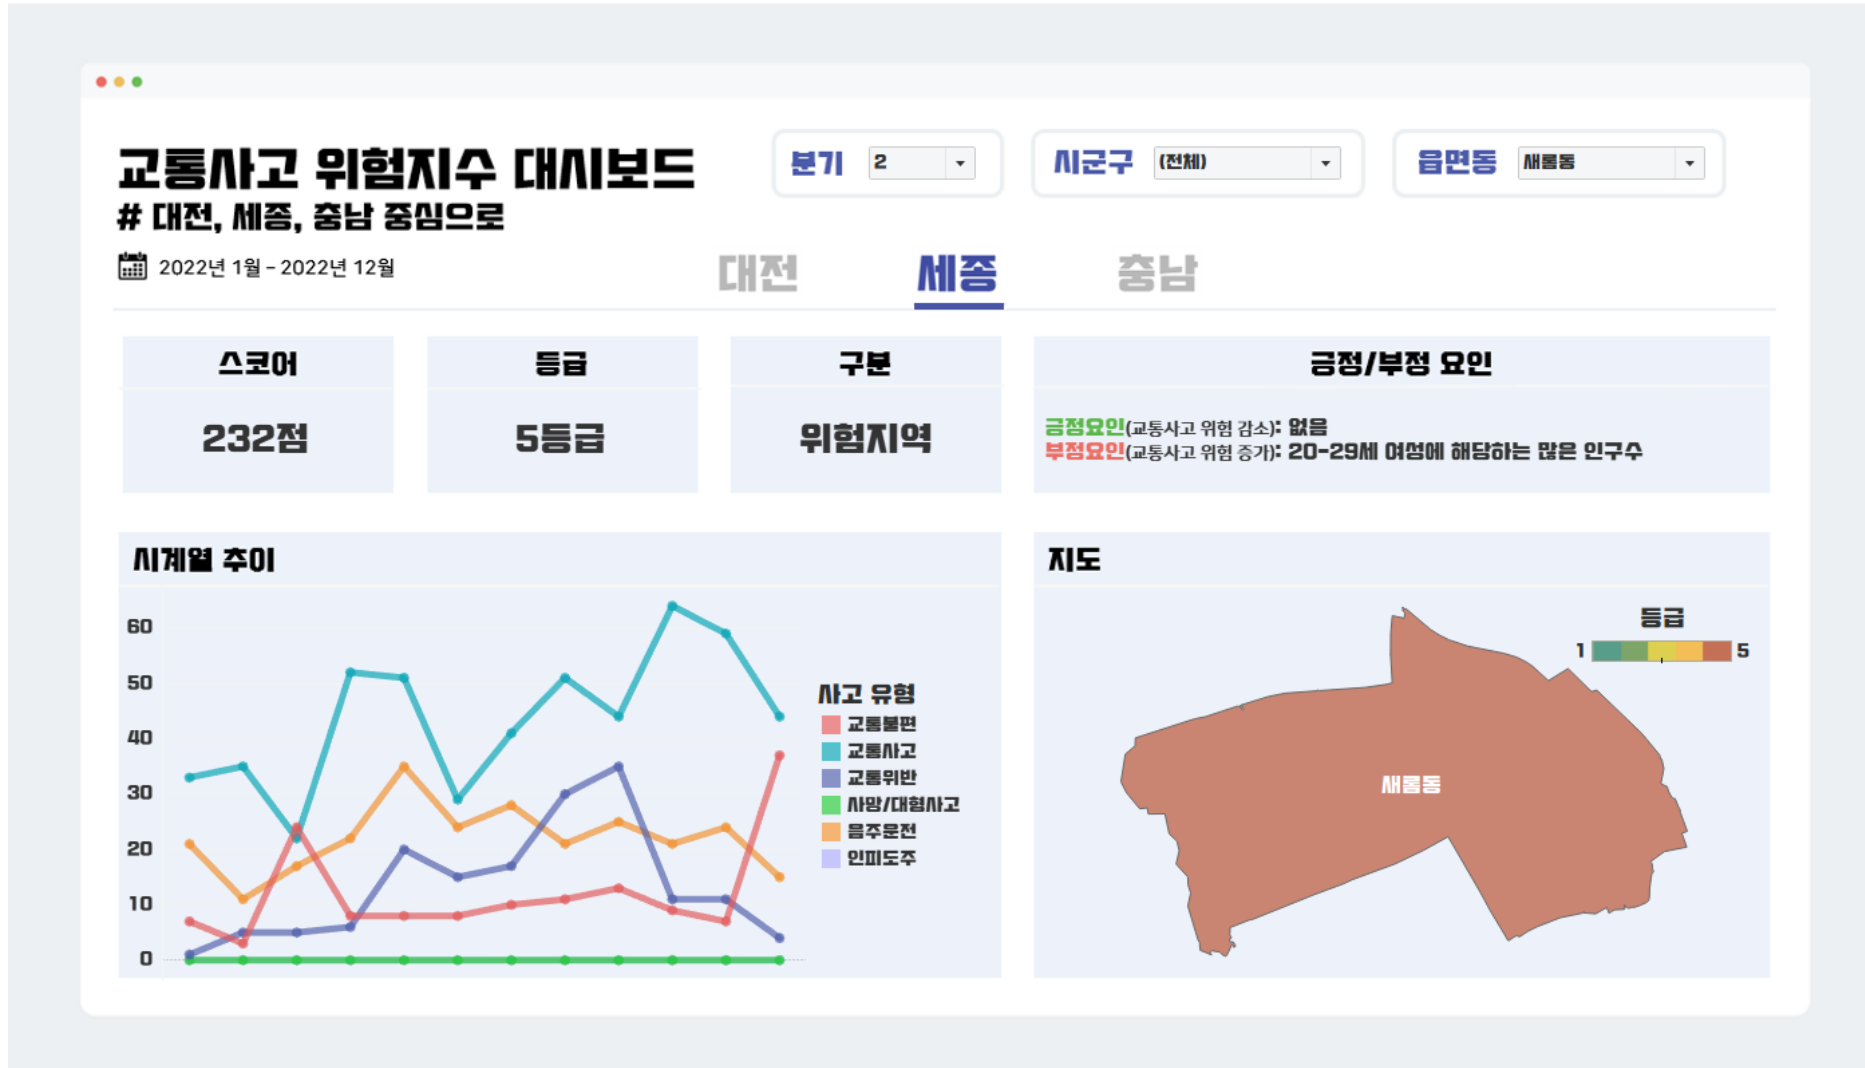 교통사고 위험지수 대시보드
# 대전, 세종, 충남 중심으로
2022년 1월 - 2022년 12월
분기 2
시군구 (전체)
읍면동 새롬동
대전 세종 충남
스코어
232점
등급
5등급
구분
위험지역
긍정/부정 요인
긍정요인(교통사고 위험 감소): 없음
부정요인(교통사고 위험 증가): 20-29세 여성에 해당하는 많은 인구수
시계열 추이
60
50
40
30
20
10
0
사고 유형
교통불편
교통사고
교통위반
사망/대형사고
음주운전
인피도주
지도
등급
1 5
새롬동